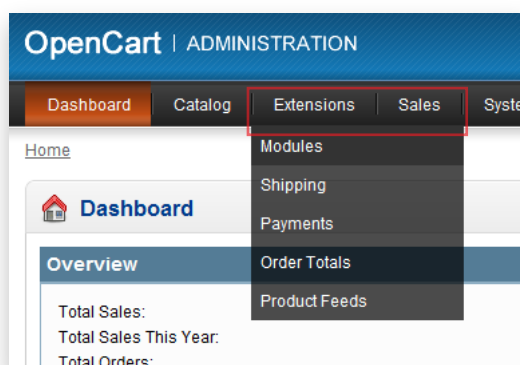 OpenCart | ADMINISTRATION
Dashboard Catalog Extensions Sales Syste
Home
Modules
Shipping
Payments
Order Totals
Product Feeds
Dashboard
Overview
Total Sales:
Total Sales This Year:
Total Orders: